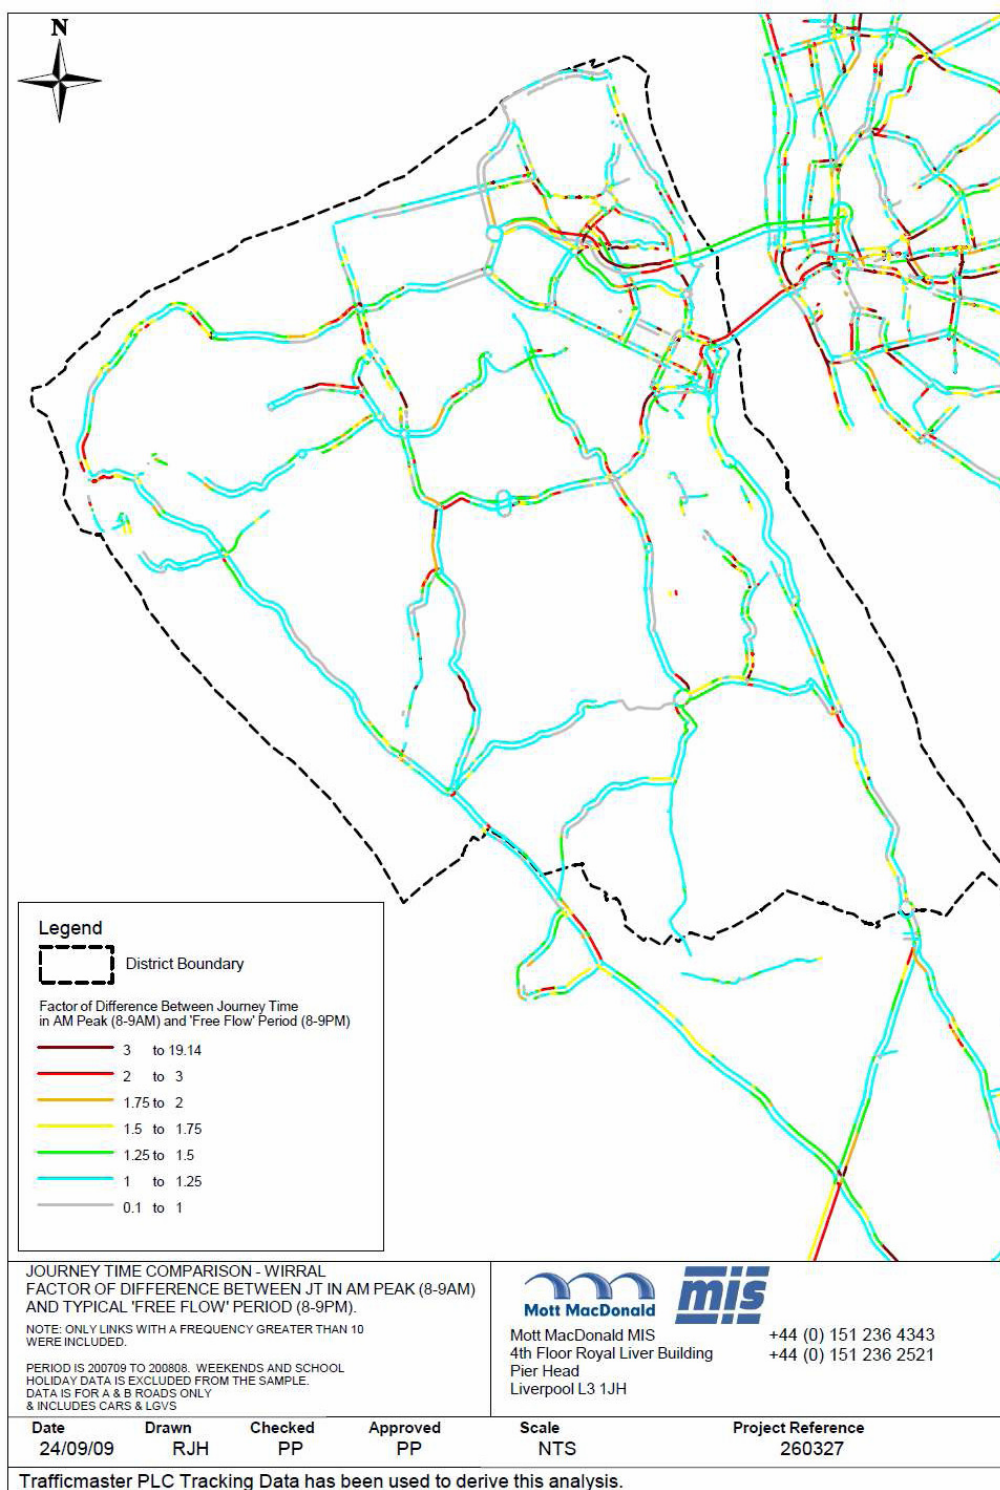 N
Legend
District Boundary
Factor of Difference Between Journey Time
in AM Peak (8-9AM) and 'Free Flow' Period (8-9PM)
3 to 19.14
2 to 3
1.75 to 2
1.5 to 1.75
1.25 to 1.5
1 to 1.25
0.1 to 1
JOURNEY TIME COMPARISON - WIRRAL
FACTOR OF DIFFERENCE BETWEEN JT IN AM PEAK (8-9AM)
AND TYPICAL 'FREE FLOW' PERIOD (8-9PM).
NOTE: ONLY LINKS WITH A FREQUENCY GREATER THAN 10
WERE INCLUDED.
PERIOD IS 200709 TO 200808. WEEKENDS AND SCHOOL
HOLIDAY DATA IS EXCLUDED FROM THE SAMPLE.
DATA IS FOR A & B ROADS ONLY
& INCLUDES CARS & LGVS
Mott MacDonald
mis
Mott MacDonald MIS
4th Floor Royal Liver Building
Pier Head
Liverpool L3 1JH
+44 (0) 151 236 4343
+44 (0) 151 236 2521
Date Drawn Checked Approved Scale Project Reference
24/09/09 RJH PP PP NTS 260327
Trafficmaster PLC Tracking Data has been used to derive this analysis.